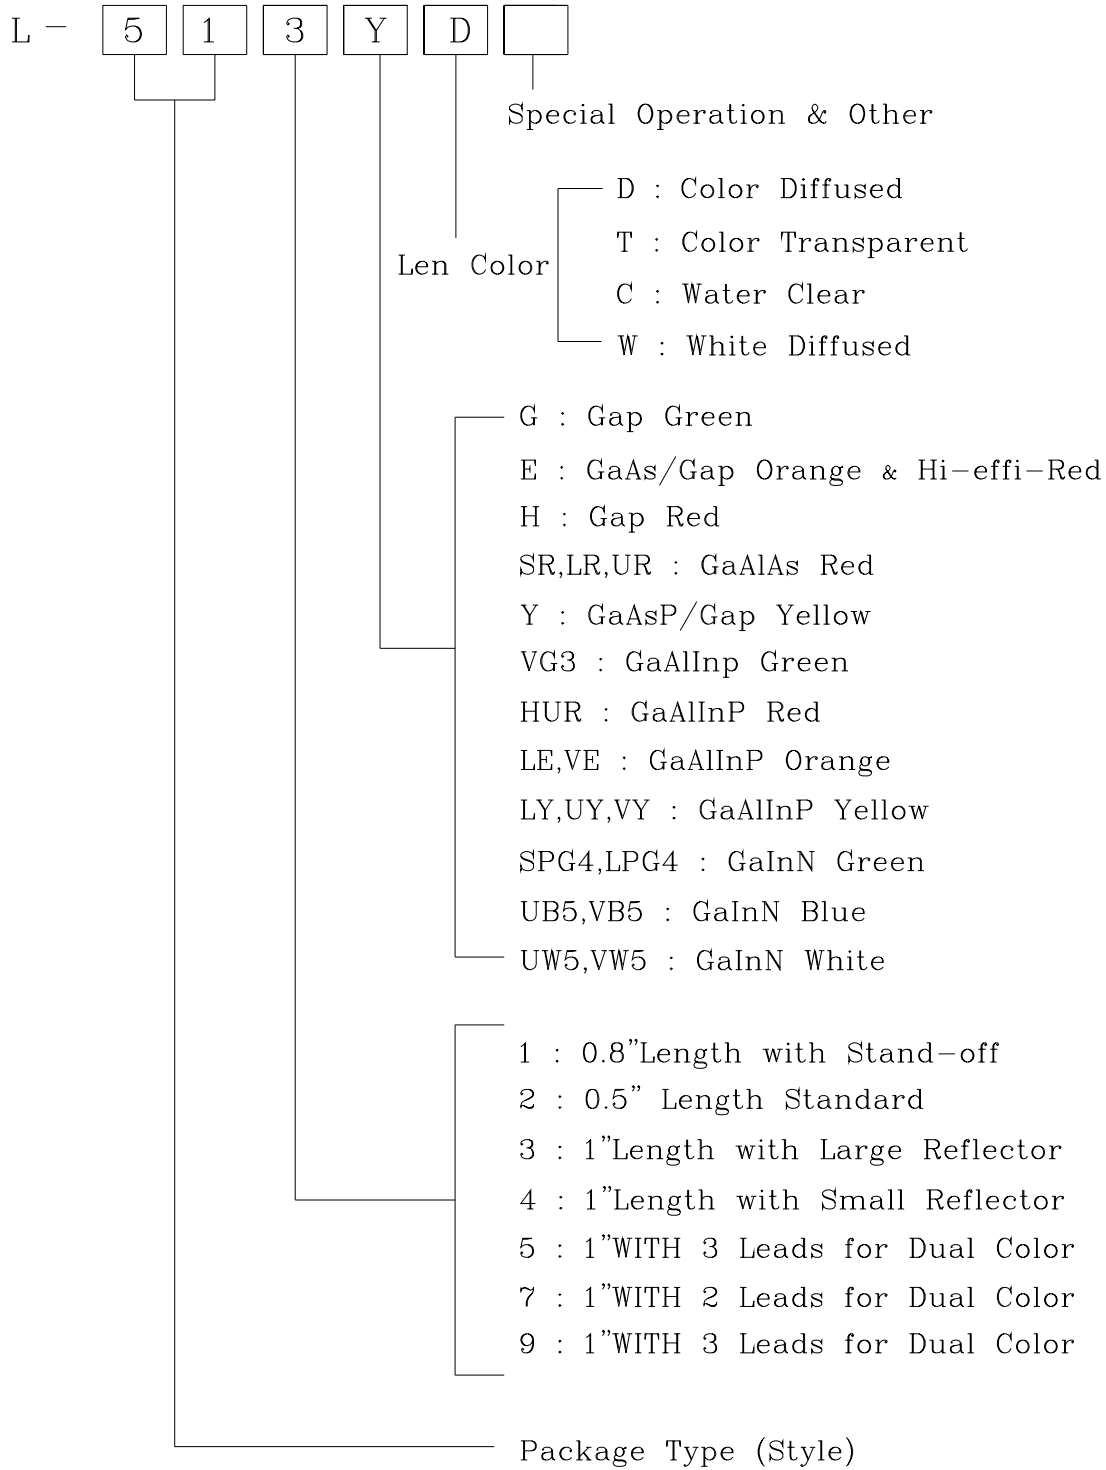 L- 5 1 3 Y D
Special Operation & Other
D : Color Diffused
T : Color Transparent
Len Color
C : Water Clear
W : White Diffused
G : Gap Green
E : GaAs/Gap Orange & Hi-effi-Red
H : Gap Red
SR,LR,UR : GaAlAs Red
Y : GaAsP/Gap Yellow
VG3 : GaAlInp Green
HUR : GaAlInP Red
LE,VE : GaAlInP Orange
LY,UY,VY : GaAlInP Yellow
SPG4,LPG4 : GaInN Green
UB5,VB5 : GaInN Blue
UW5,VW5 : GaInN White
1 : 0.8"Length with Stand-off
2 : 0.5" Length Standard
3 : 1"Length with Large Reflector
4 : 1"Length with Small Reflector
5 : 1"WITH 3 Leads for Dual Color
7 : 1"WITH 2 Leads for Dual Color
9 : 1"WITH 3 Leads for Dual Color
Package Type (Style)